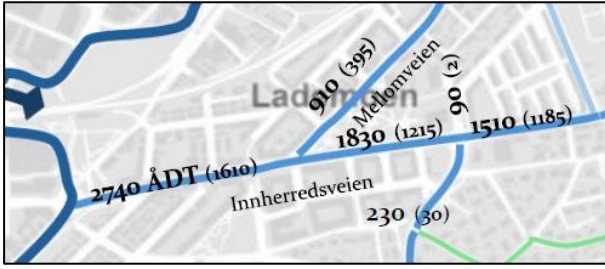 910 (395)
Mellomveien
Lademoen
90 (2)
1830 (1215)
1510 (1185)
2740 ÅDT (1610)
Innherredsveien
230 (30)